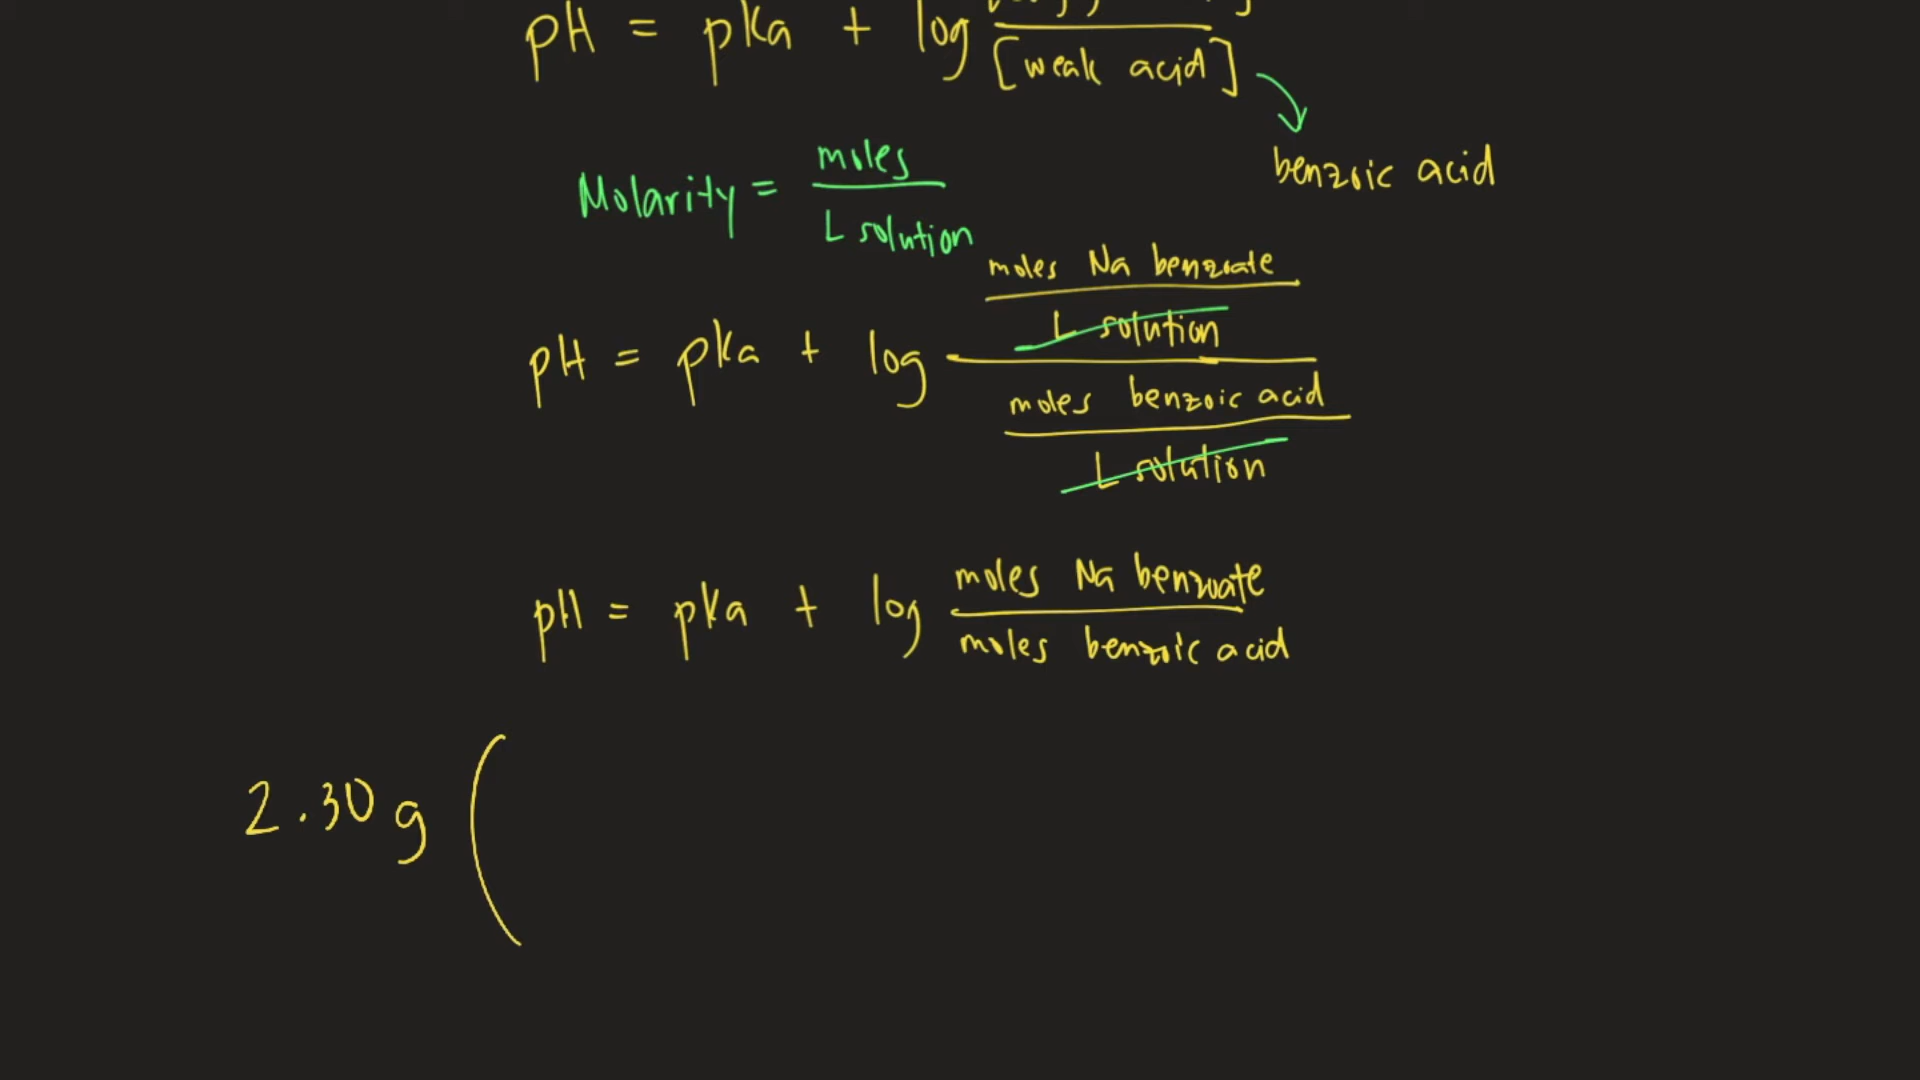 pH = pka + log
[weak acid]
benzoic acid
Molarity = moles
L solution
moles Na benzoate
L solution
pH = pka + log
moles benzoic acid
L solution
pH = pka + log moles Na benzoate
moles benzoic acid
2.30 g (